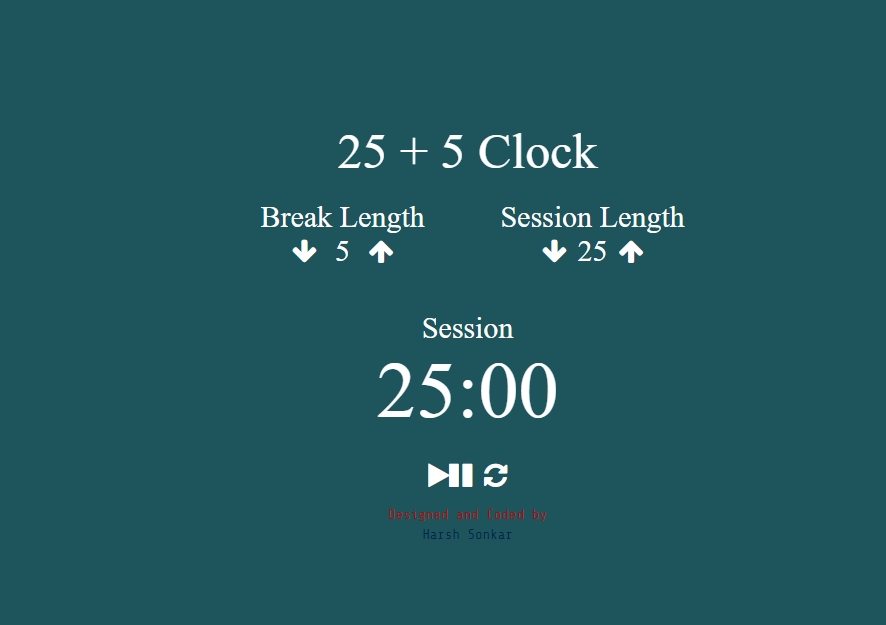 25 + 5 Clock
Break Length
5
Session Length
25
Session
25:00
Designed and Coded by
Harsh Sonkar